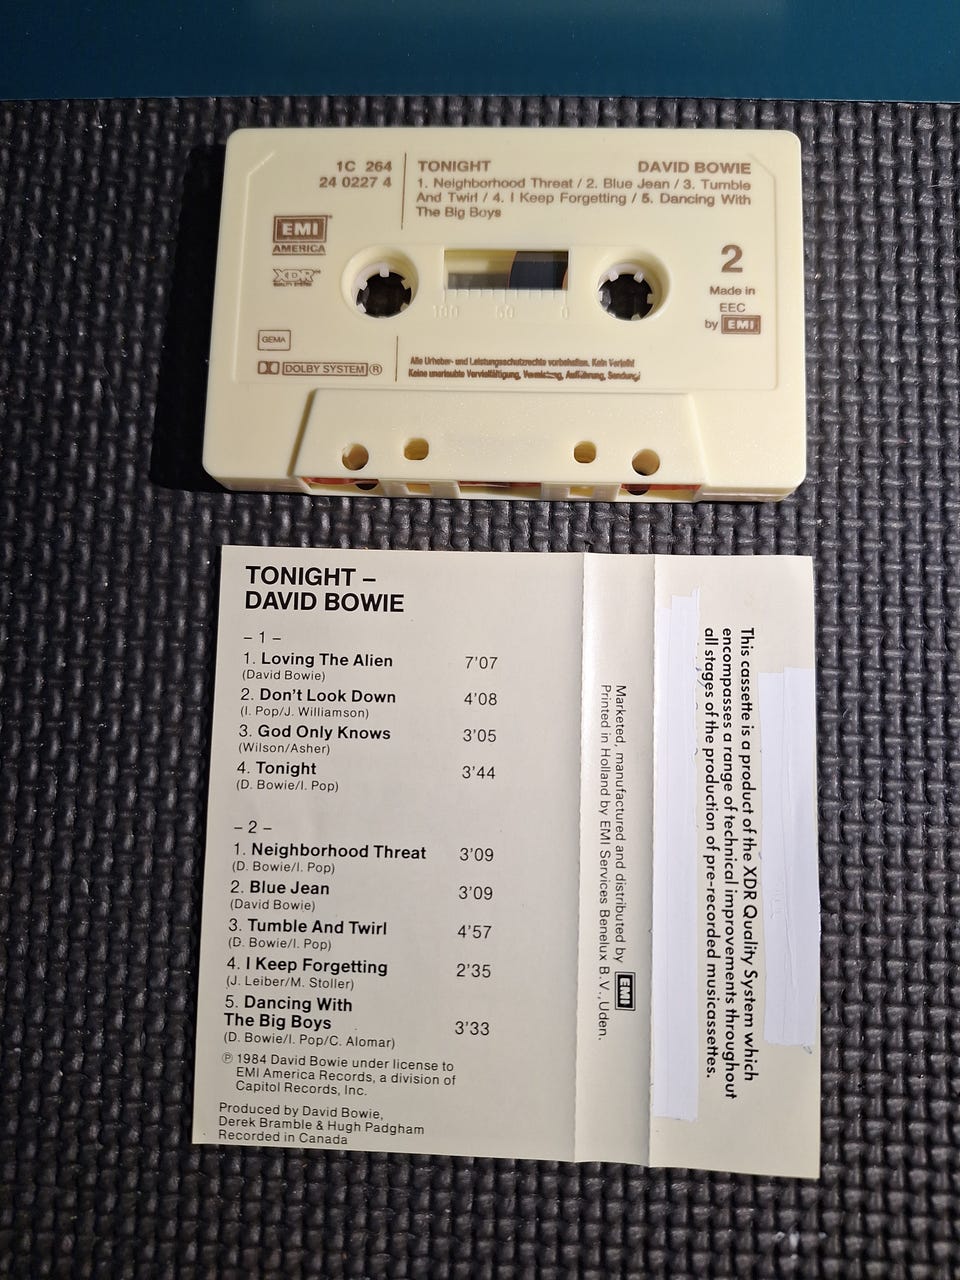 1C 264
24 0227 4
TONIGHT DAVID BOWIE
1. Neighborhood Threat / 2. Blue Jean / 3. Tumble
And Twirl / 4. I Keep Forgetting / 5. Dancing With
The Big Boys
EMI
AMERICA
XDR™
QUALITY SYSTEM
2
Made in
EEC
by EMI
100 50 0
GEMA
DOLBY SYSTEM ®
Alle Urheber- und Leistungsschutzrechte vorbehalten. Kein Verleih!
Keine unerlaubte Vervielfältigung, Vermietung, Aufführung, Sendung!
TONIGHT –
DAVID BOWIE
– 1 –
1. Loving The Alien 7'07
(David Bowie)
2. Don't Look Down 4'08
(I. Pop/J. Williamson)
3. God Only Knows 3'05
(Wilson/Asher)
4. Tonight 3'44
(D. Bowie/I. Pop)
– 2 –
1. Neighborhood Threat 3'09
(D. Bowie/I. Pop)
2. Blue Jean 3'09
(David Bowie)
3. Tumble And Twirl 4'57
(D. Bowie/I. Pop)
4. I Keep Forgetting 2'35
(J. Leiber/M. Stoller)
5. Dancing With
The Big Boys 3'33
(D. Bowie/I. Pop/C. Alomar)
℗ 1984 David Bowie under license to
EMI America Records, a division of
Capitol Records, Inc.
Produced by David Bowie,
Derek Bramble & Hugh Padgham
Recorded in Canada
Marketed, manufactured and distributed by EMI
Printed in Holland by EMI Services Benelux B.V., Uden.
This cassette is a product of the XDR Quality System which
encompasses a range of technical improvements throughout
all stages of the production of pre-recorded musicassettes.